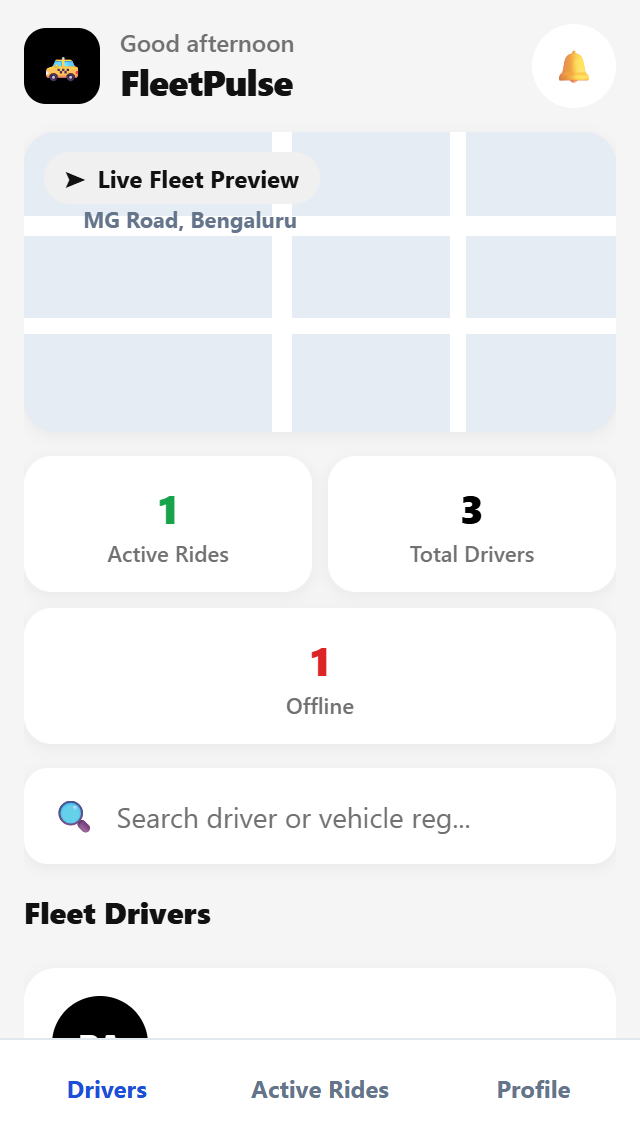 Good afternoon
FleetPulse
Live Fleet Preview
MG Road, Bengaluru
1
Active Rides
3
Total Drivers
1
Offline
Search driver or vehicle reg...
Fleet Drivers
Drivers
Active Rides
Profile